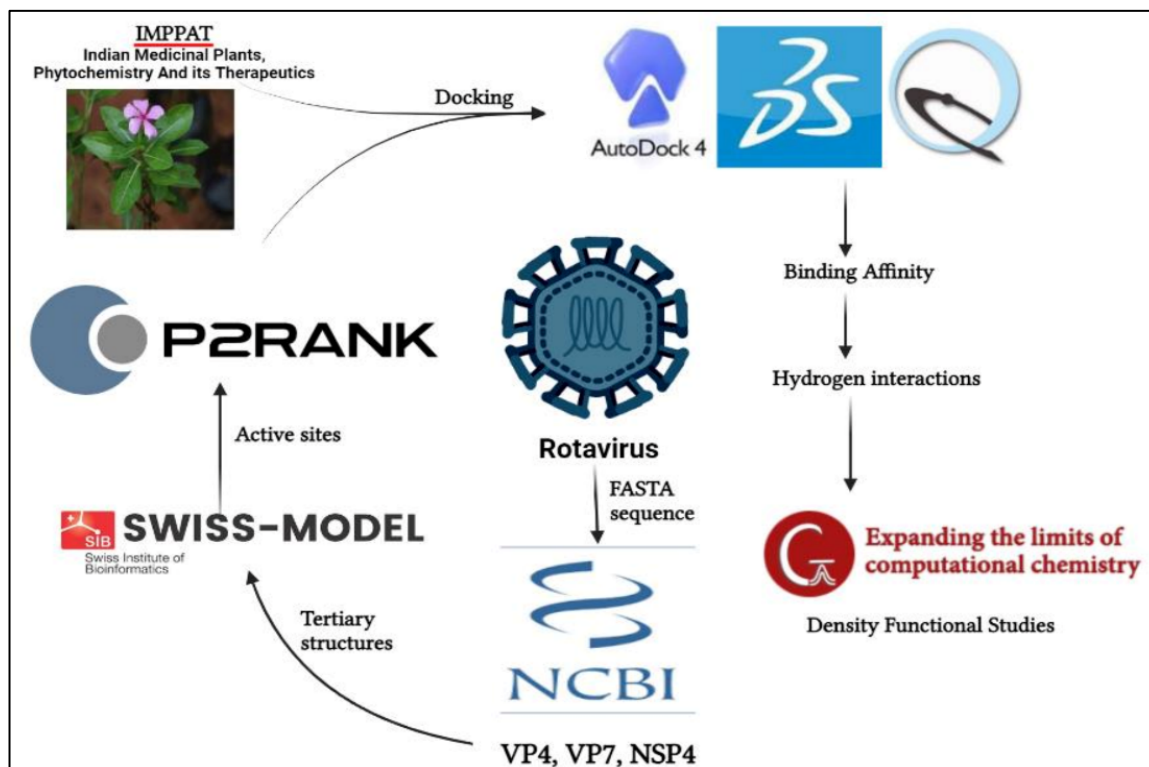 IMPPAT
Indian Medicinal Plants,
Phytochemistry And its Therapeutics
Docking
AutoDock 4
DS
Binding Affinity
Hydrogen interactions
Expanding the limits of
computational chemistry
Density Functional Studies
P2RANK
Active sites
SIB
SWISS-MODEL
Swiss Institute of
Bioinformatics
Tertiary
structures
Rotavirus
FASTA
sequence
NCBI
VP4, VP7, NSP4